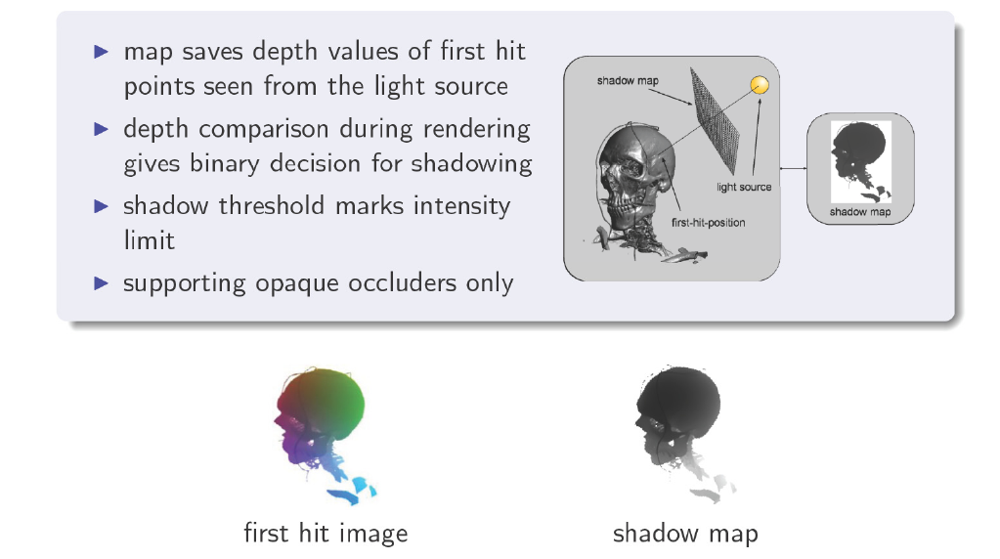 map saves depth values of first hit
points seen from the light source
depth comparison during rendering
gives binary decision for shadowing
shadow threshold marks intensity
limit
supporting opaque occluders only
shadow map
light source
first-hit-position
shadow map
first hit image
shadow map